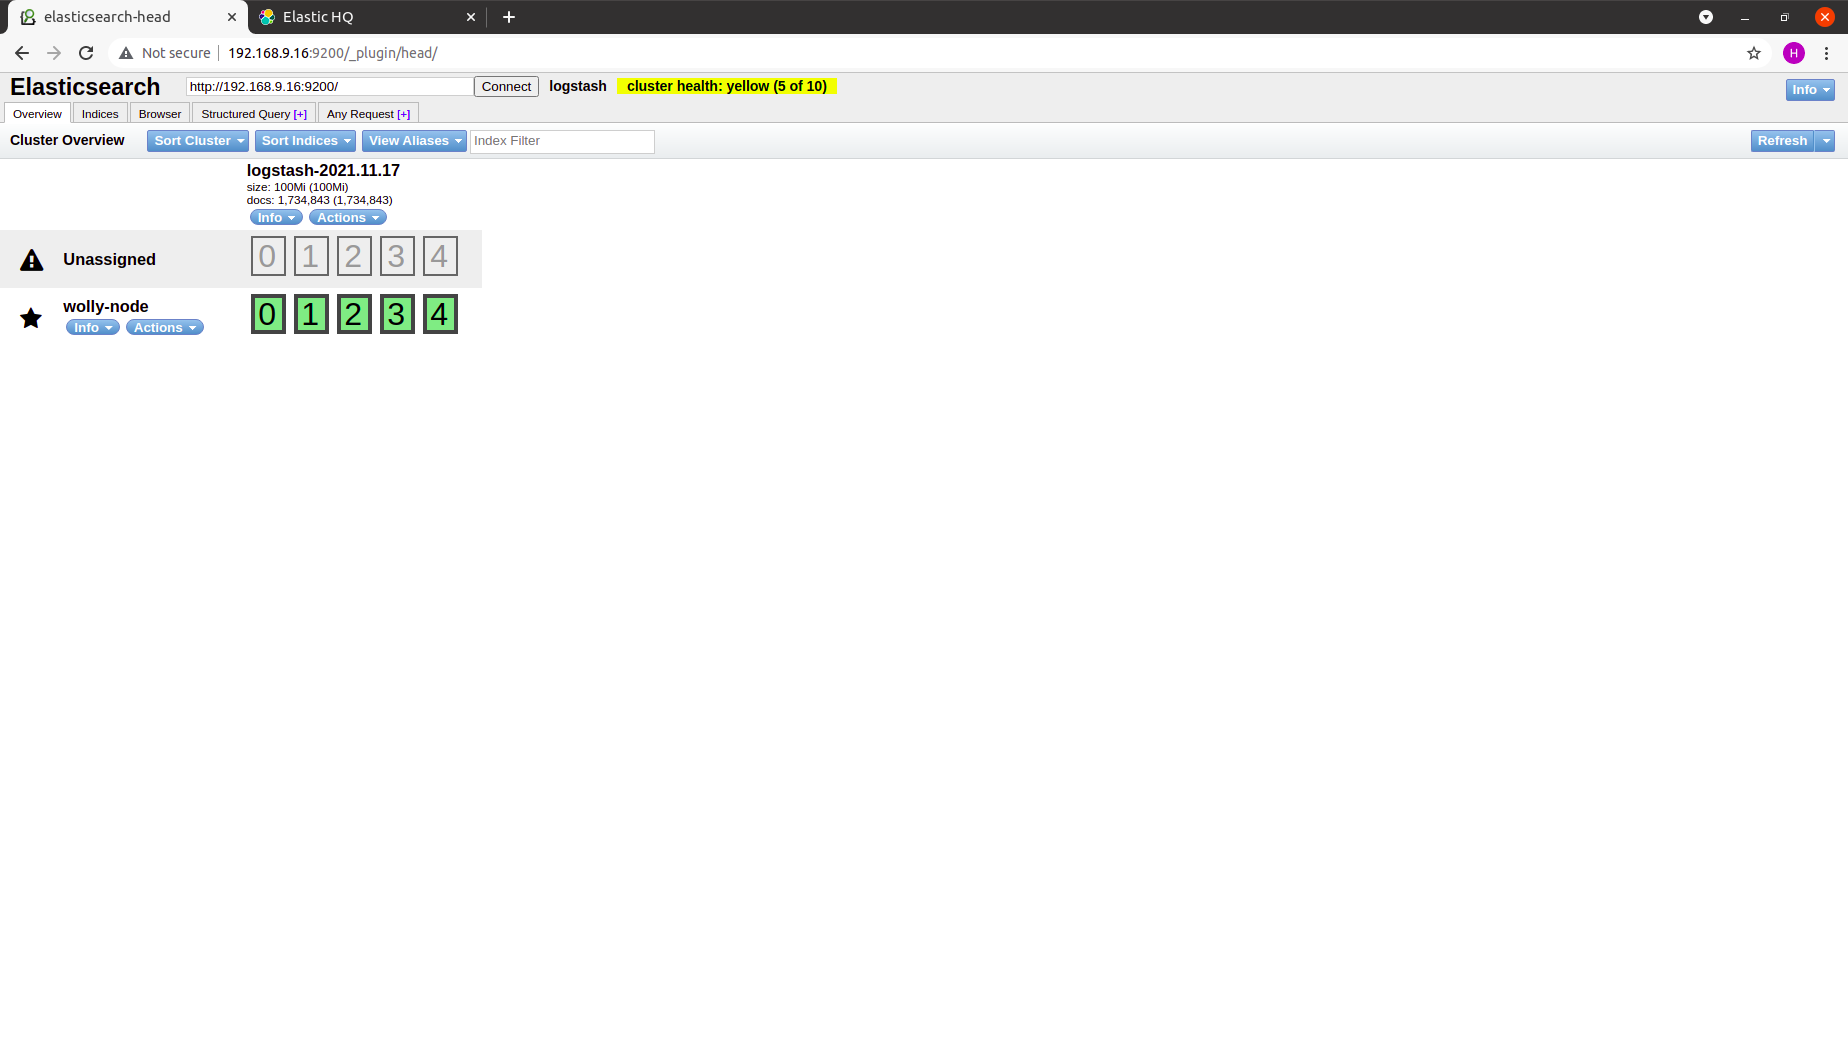 elasticsearch-head
Elastic HQ
Not secure 192.168.9.16:9200/_plugin/head/
H
Elasticsearch http://192.168.9.16:9200/ Connect logstash cluster health: yellow (5 of 10) Info
Overview Indices Browser Structured Query [+] Any Request [+]
Cluster Overview Sort Cluster Sort Indices View Aliases Index Filter Refresh
logstash-2021.11.17
size: 100Mi (100Mi)
docs: 1,734,843 (1,734,843)
Info Actions
Unassigned 0 1 2 3 4
wolly-node 0 1 2 3 4
Info Actions